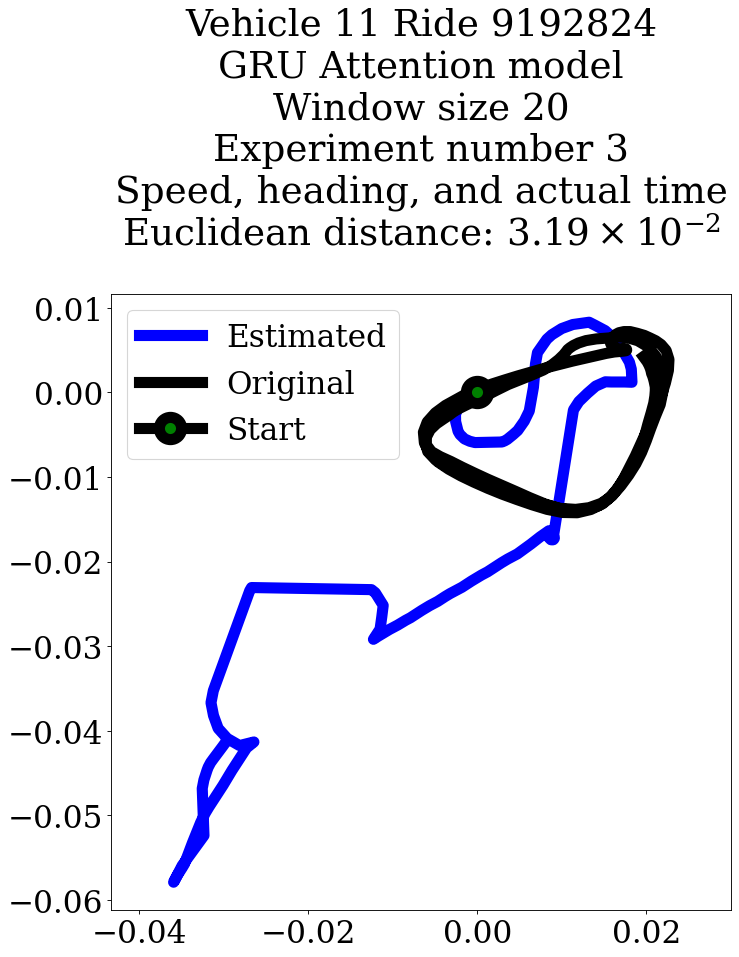 Vehicle 11 Ride 9192824
GRU Attention model
Window size 20
Experiment number 3
Speed, heading, and actual time
Euclidean distance: 3.19 × 10⁻²
0.01
0.00
−0.01
−0.02
−0.03
−0.04
−0.05
−0.06
Estimated
Original
Start
−0.04
−0.02
0.00
0.02